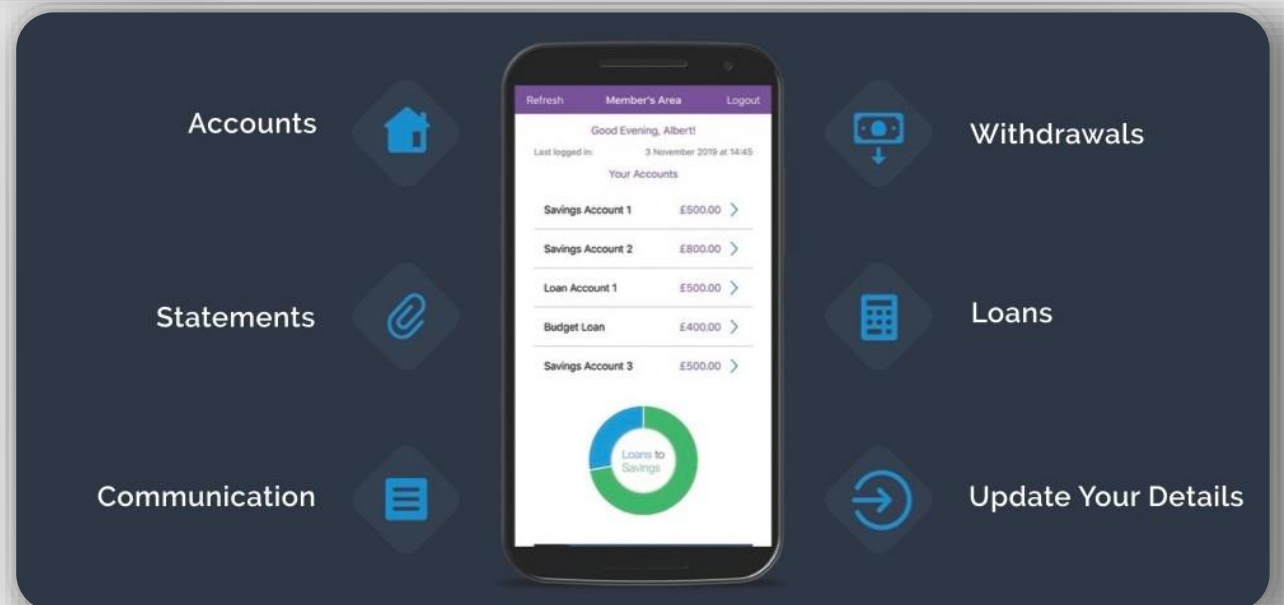 Accounts
Statements
Communication
Refresh Member's Area Logout
Good Evening, Albert!
Last logged in: 3 November 2019 at 14:45
Your Accounts
Savings Account 1 £500.00
Savings Account 2 £800.00
Loan Account 1 £500.00
Budget Loan £400.00
Savings Account 3 £500.00
Loans to
Savings
Withdrawals
Loans
Update Your Details